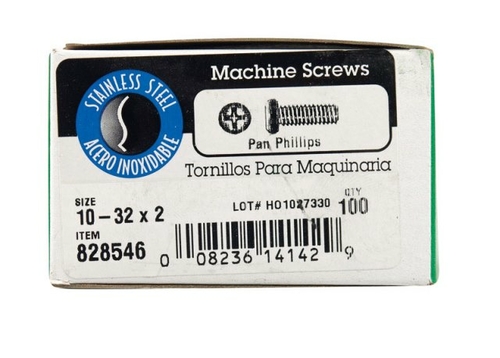 STAINLESS STEEL
ACERO INOXIDABLE
Machine Screws
Pan Phillips
Tornillos Para Maquinaria
SIZE
10-32 x 2
LOT# HO1027330
QTY
100
ITEM
828546
0 08236 14142 9